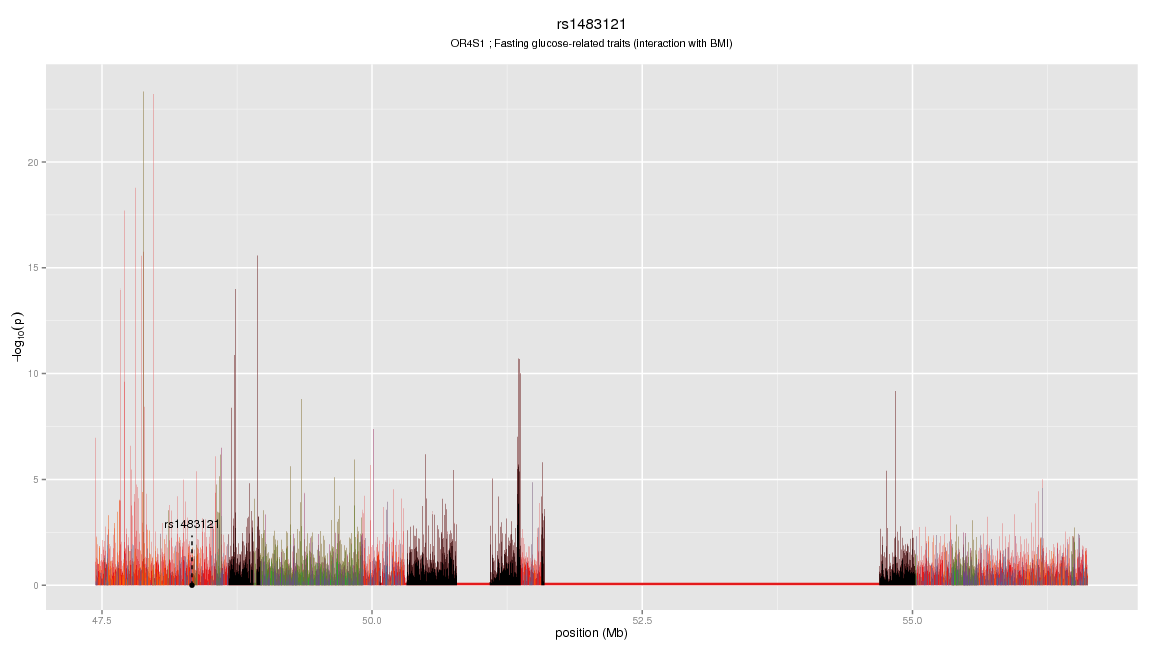 rs1483121
OR4S1 ; Fasting glucose-related traits (interaction with BMI)
−log10(p)
20
15
10
5
0
rs1483121
47.5
50.0
52.5
55.0
position (Mb)